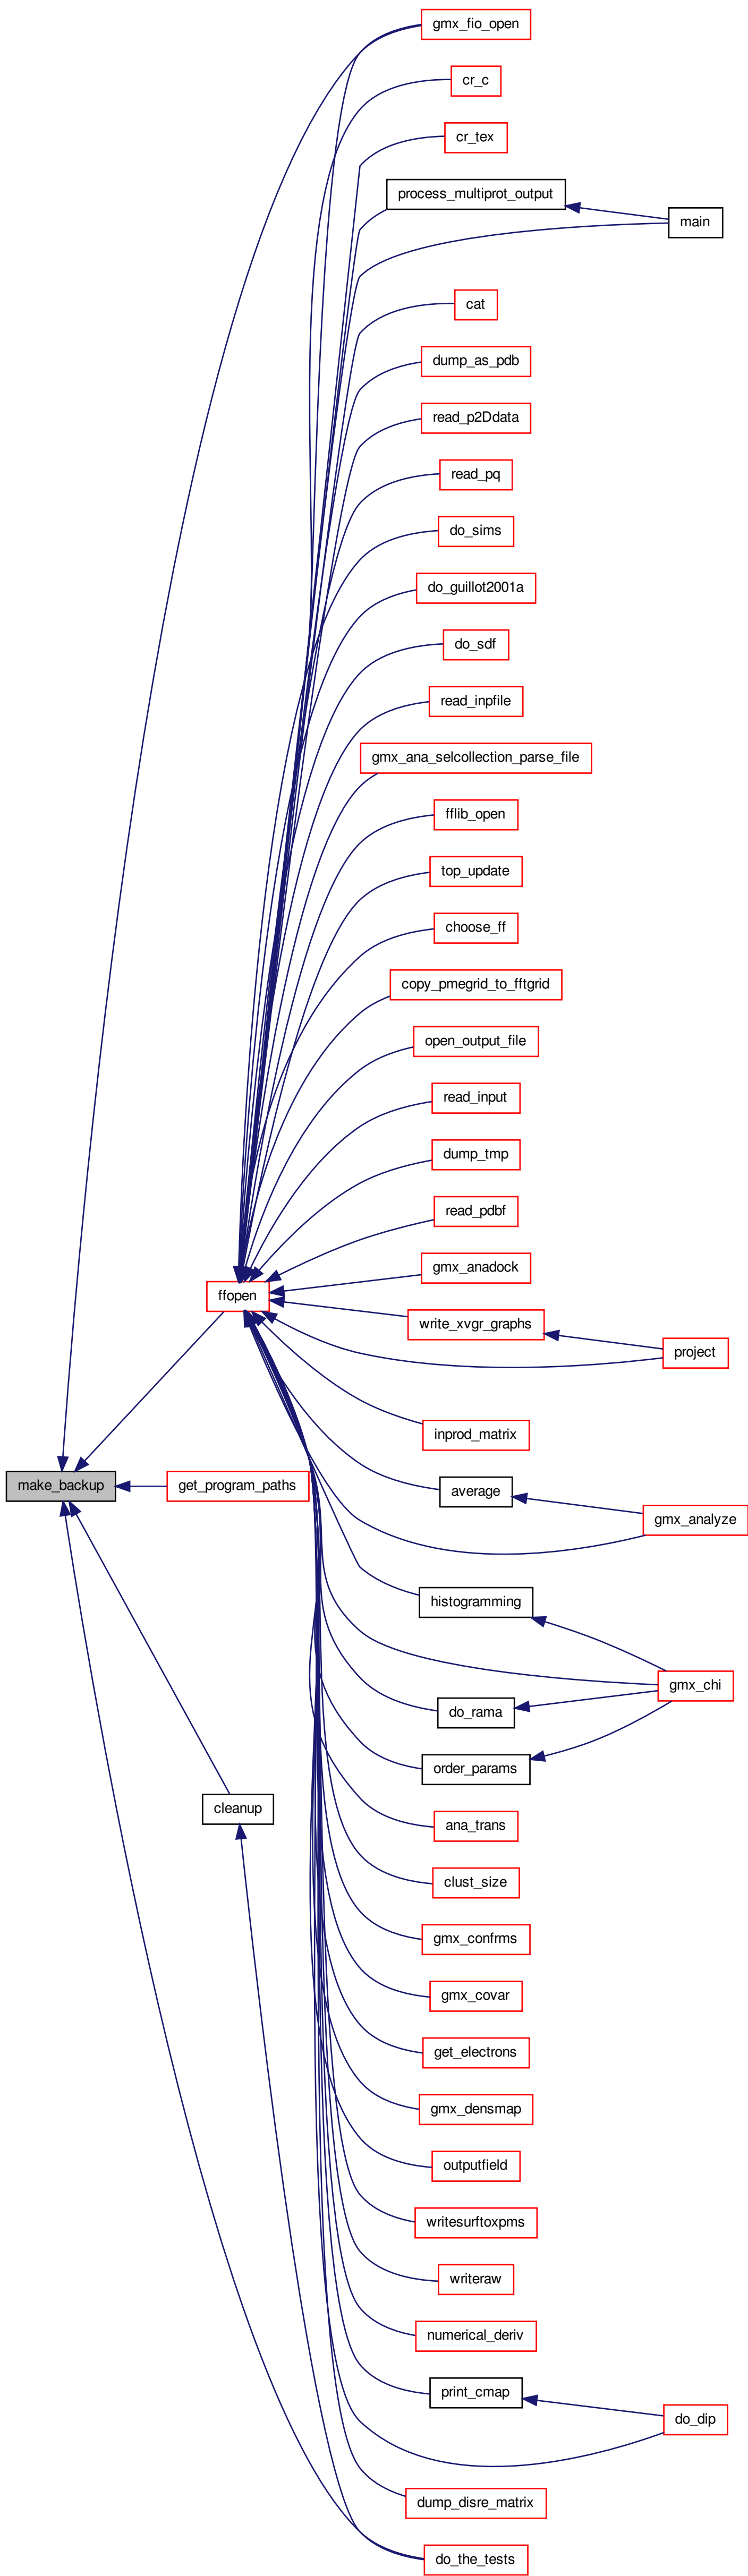 gmx_fio_open
cr_c
cr_tex
process_multiprot_output
main
cat
dump_as_pdb
read_p2Ddata
read_pq
do_sims
do_guillot2001a
do_sdf
read_inpfile
gmx_ana_selcollection_parse_file
fflib_open
top_update
choose_ff
copy_pmegrid_to_fftgrid
open_output_file
read_input
dump_tmp
read_pdbf
gmx_anadock
ffopen
write_xvgr_graphs
project
inprod_matrix
make_backup
get_program_paths
average
gmx_analyze
histogramming
gmx_chi
do_rama
order_params
cleanup
ana_trans
clust_size
gmx_confrms
gmx_covar
get_electrons
gmx_densmap
outputfield
writesurftoxpms
writeraw
numerical_deriv
print_cmap
do_dip
dump_disre_matrix
do_the_tests